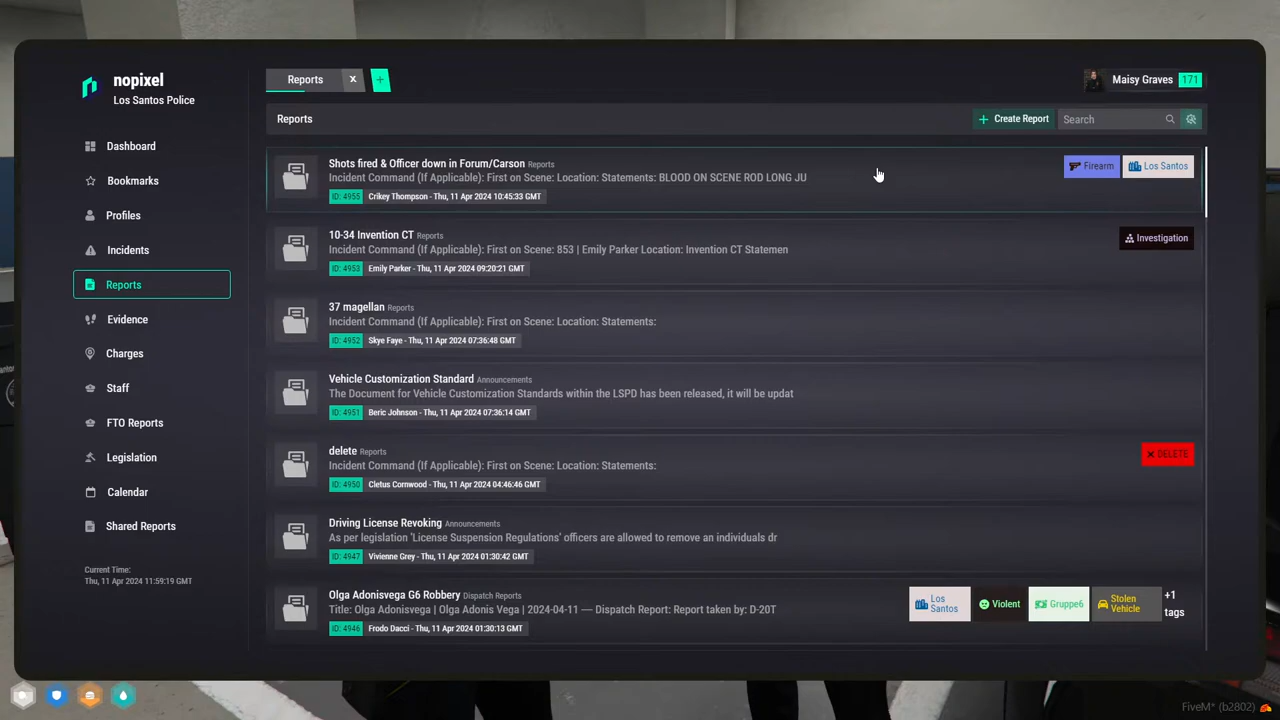 nopixel
Los Santos Police
Reports
x
+
Maisy Graves 171
Reports
+ Create Report
Search
Dashboard
Bookmarks
Profiles
Incidents
Reports
Evidence
Charges
Staff
FTO Reports
Legislation
Calendar
Shared Reports
Current Time:
Thu, 11 Apr 2024 11:59:19 GMT
Shots fired & Officer down in Forum/Carson Reports
Incident Command (If Applicable): First on Scene: Location: Statements: BLOOD ON SCENE ROD LONG JU
ID: 4955 Crikey Thompson - Thu, 11 Apr 2024 10:45:33 GMT
Firearm
Los Santos
10-34 Invention CT Reports
Incident Command (If Applicable): First on Scene: 853 | Emily Parker Location: Invention CT Statemen
ID: 4953 Emily Parker - Thu, 11 Apr 2024 09:20:21 GMT
Investigation
37 magellan Reports
Incident Command (If Applicable): First on Scene: Location: Statements:
ID: 4952 Skye Faye - Thu, 11 Apr 2024 07:36:48 GMT
Vehicle Customization Standard Announcements
The Document for Vehicle Customization Standards within the LSPD has been released, it will be updat
ID: 4951 Beric Johnson - Thu, 11 Apr 2024 07:36:14 GMT
delete Reports
Incident Command (If Applicable): First on Scene: Location: Statements:
ID: 4950 Cletus Cornwood - Thu, 11 Apr 2024 04:46:46 GMT
DELETE
Driving License Revoking Announcements
As per legislation 'License Suspension Regulations' officers are allowed to remove an individuals dr
ID: 4947 Vivienne Grey - Thu, 11 Apr 2024 01:30:42 GMT
Olga Adonisvega G6 Robbery Dispatch Reports
Title: Olga Adonisvega | Olga Adonis Vega | 2024-04-11 — Dispatch Report: Report taken by: D-20T
ID: 4946 Frodo Dacci - Thu, 11 Apr 2024 01:30:13 GMT
Los Santos
Violent
Gruppe6
Stolen Vehicle
+1 tags
FiveM* (b2802)